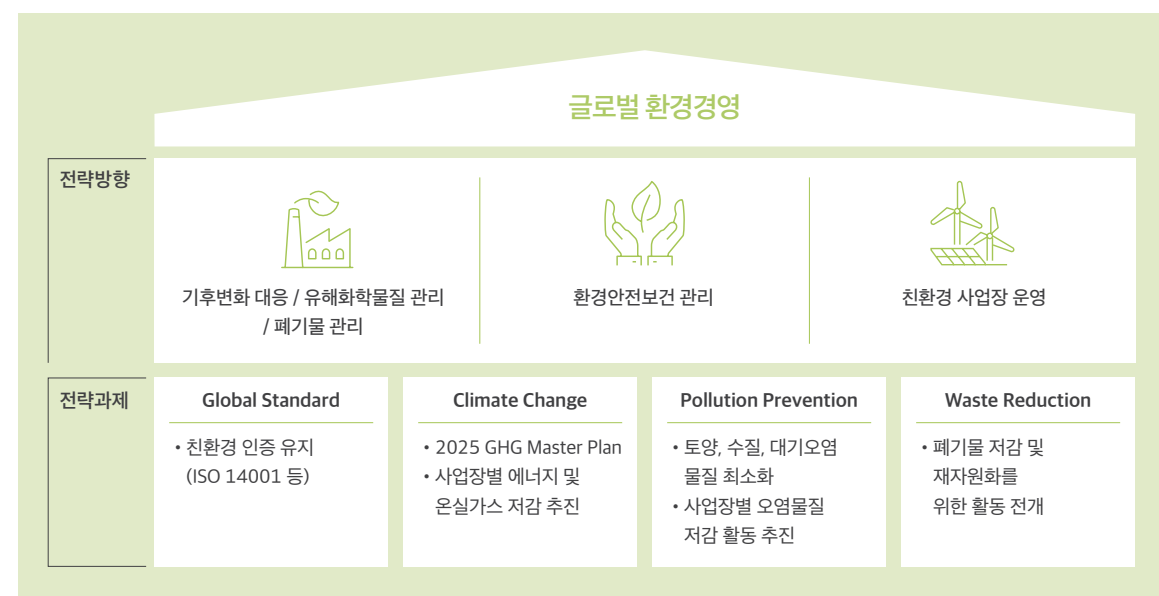 글로벌 환경경영
전략방향
기후변화 대응 / 유해화학물질 관리
/ 폐기물 관리
환경안전보건 관리
친환경 사업장 운영
전략과제
Global Standard
• 친환경 인증 유지
(ISO 14001 등)
Climate Change
• 2025 GHG Master Plan
• 사업장별 에너지 및
온실가스 저감 추진
Pollution Prevention
• 토양, 수질, 대기오염
물질 최소화
• 사업장별 오염물질
저감 활동 추진
Waste Reduction
• 폐기물 저감 및
재자원화를
위한 활동 전개